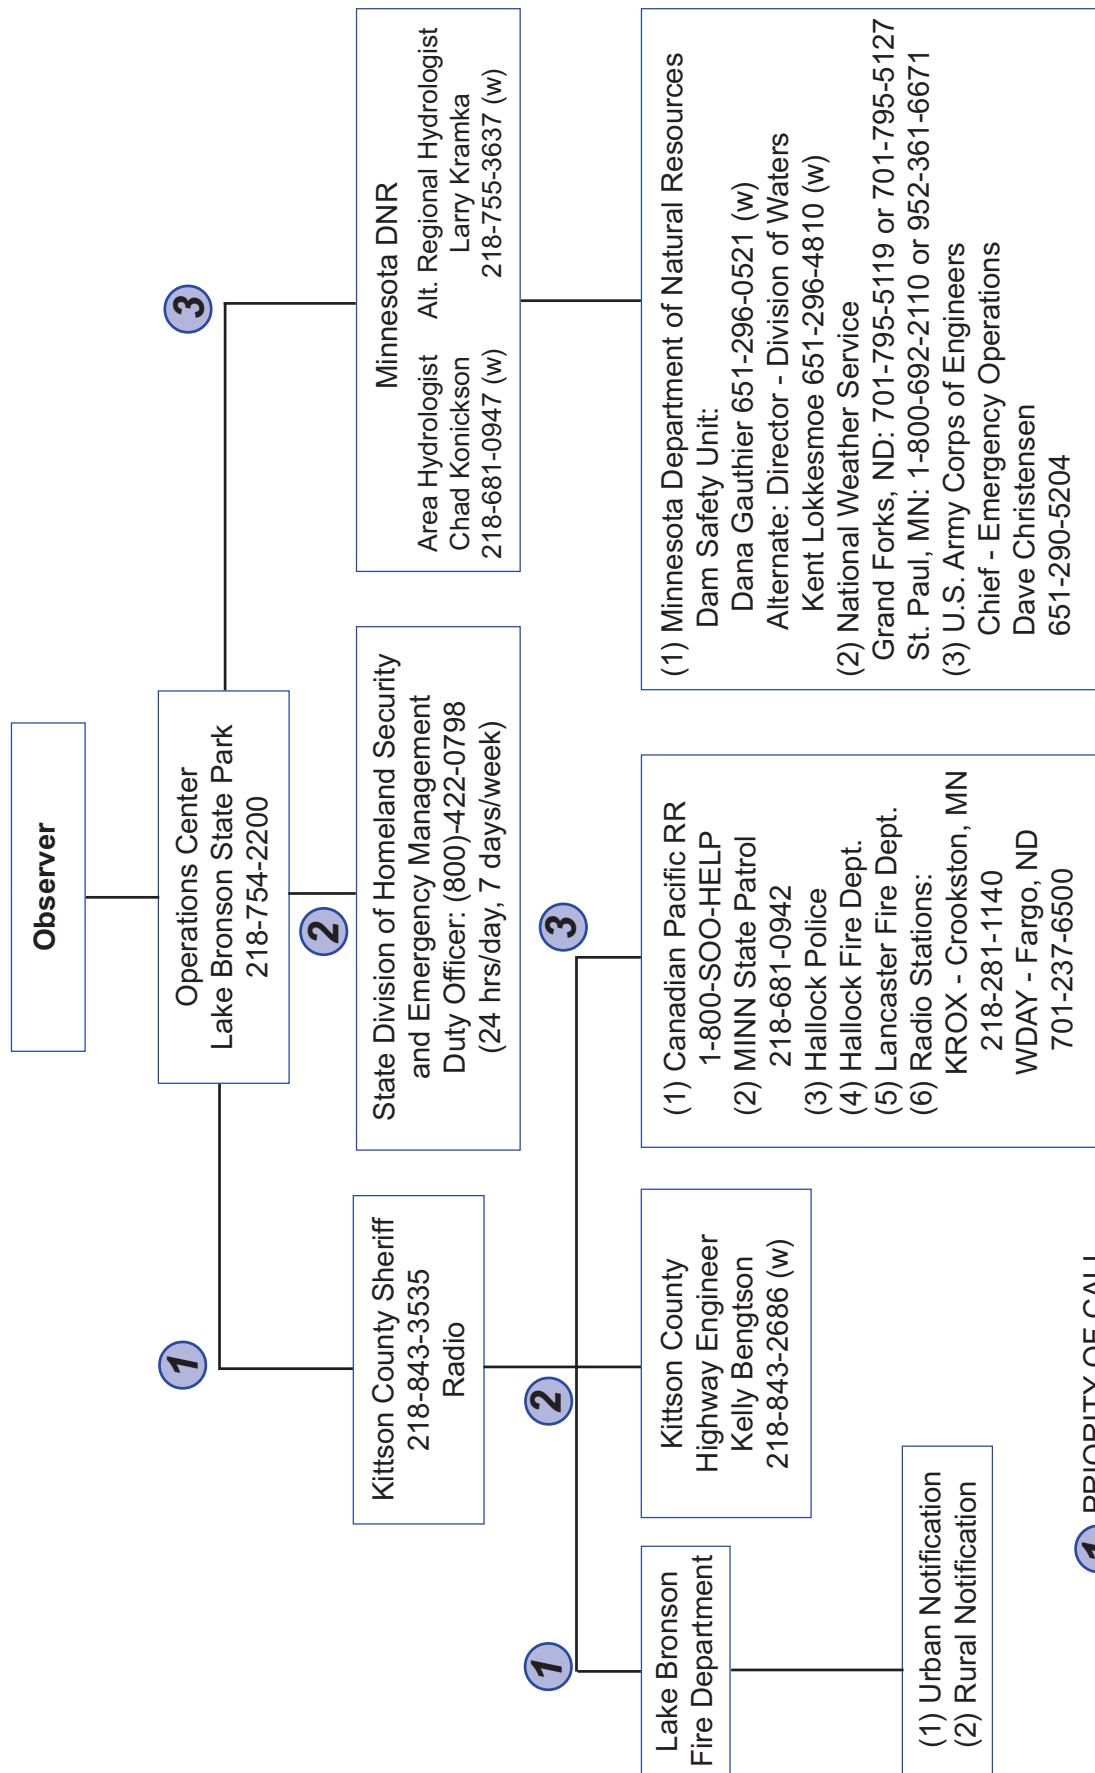 Observer
Operations Center
Lake Bronson State Park
218-754-2200
1
2
3
Kittson County Sheriff
218-843-3535
Radio
State Division of Homeland Security
and Emergency Management
Duty Officer: (800)-422-0798
(24 hrs/day, 7 days/week)
Minnesota DNR
Area Hydrologist
Chad Konickson
218-681-0947 (w)
Alt. Regional Hydrologist
Larry Kramka
218-755-3637 (w)
1
2
3
Lake Bronson
Fire Department
Kittson County
Highway Engineer
Kelly Bengtson
218-843-2686 (w)
(1) Canadian Pacific RR
1-800-SOO-HELP
(2) MINN State Patrol
218-681-0942
(3) Hallock Police
(4) Hallock Fire Dept.
(5) Lancaster Fire Dept.
(6) Radio Stations:
KROX - Crookston, MN
218-281-1140
WDAY - Fargo, ND
701-237-6500
(1) Minnesota Department of Natural Resources
Dam Safety Unit:
Dana Gauthier 651-296-0521 (w)
Alternate: Director - Division of Waters
Kent Lokkesmoe 651-296-4810 (w)
(2) National Weather Service
Grand Forks, ND: 701-795-5119 or 701-795-5127
St. Paul, MN: 1-800-692-2110 or 952-361-6671
(3) U.S. Army Corps of Engineers
Chief - Emergency Operations
Dave Christensen
651-290-5204
(1) Urban Notification
(2) Rural Notification
1 PRIORITY OF CALL